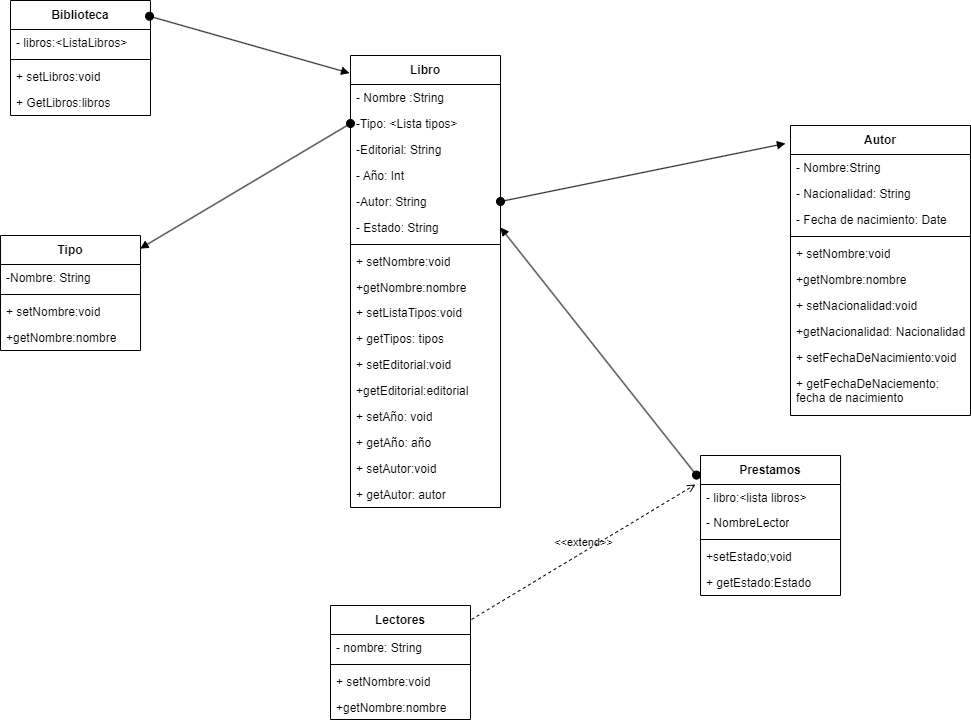 Biblioteca
- libros:<ListaLibros>
+ setLibros:void
+ GetLibros:libros
Libro
- Nombre :String
-Tipo: <Lista tipos>
-Editorial: String
- Año: Int
-Autor: String
- Estado: String
+ setNombre:void
+getNombre:nombre
+ setListaTipos:void
+ getTipos: tipos
+ setEditorial:void
+getEditorial:editorial
+ setAño: void
+ getAño: año
+ setAutor:void
+ getAutor: autor
Autor
- Nombre:String
- Nacionalidad: String
- Fecha de nacimiento: Date
+ setNombre:void
+getNombre:nombre
+ setNacionalidad:void
+getNacionalidad: Nacionalidad
+ setFechaDeNacimiento:void
+ getFechaDeNaciemento:
fecha de nacimiento
Tipo
-Nombre: String
+ setNombre:void
+getNombre:nombre
Prestamos
- libro:<lista libros>
- NombreLector
+setEstado;void
+ getEstado:Estado
<<extend>>
Lectores
- nombre: String
+ setNombre:void
+getNombre:nombre